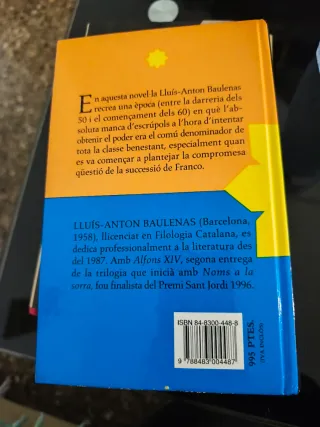 En aquesta novel·la Lluís-Anton Baulenas
recrea una època (entre la darreria dels
50 i el començament dels 60) en què l'ab-
soluta manca d'escrúpols a l'hora d'intentar
obtenir el poder era el comú denominador de
tota la classe benestant, especialment quan
es va començar a plantejar la compromesa
qüestió de la successió de Franco.
LLUÍS-ANTON BAULENAS (Barcelona,
1958), llicenciat en Filologia Catalana, es
dedica professionalment a la literatura des
del 1987. Amb Alfons XIV, segona entrega
de la trilogia que inicià amb Noms a la
sorra, fou finalista del Premi Sant Jordi 1996.
ISBN 84-8300-448-8
9 788483 004487
995 PTES.
(IVA INCLÒS)